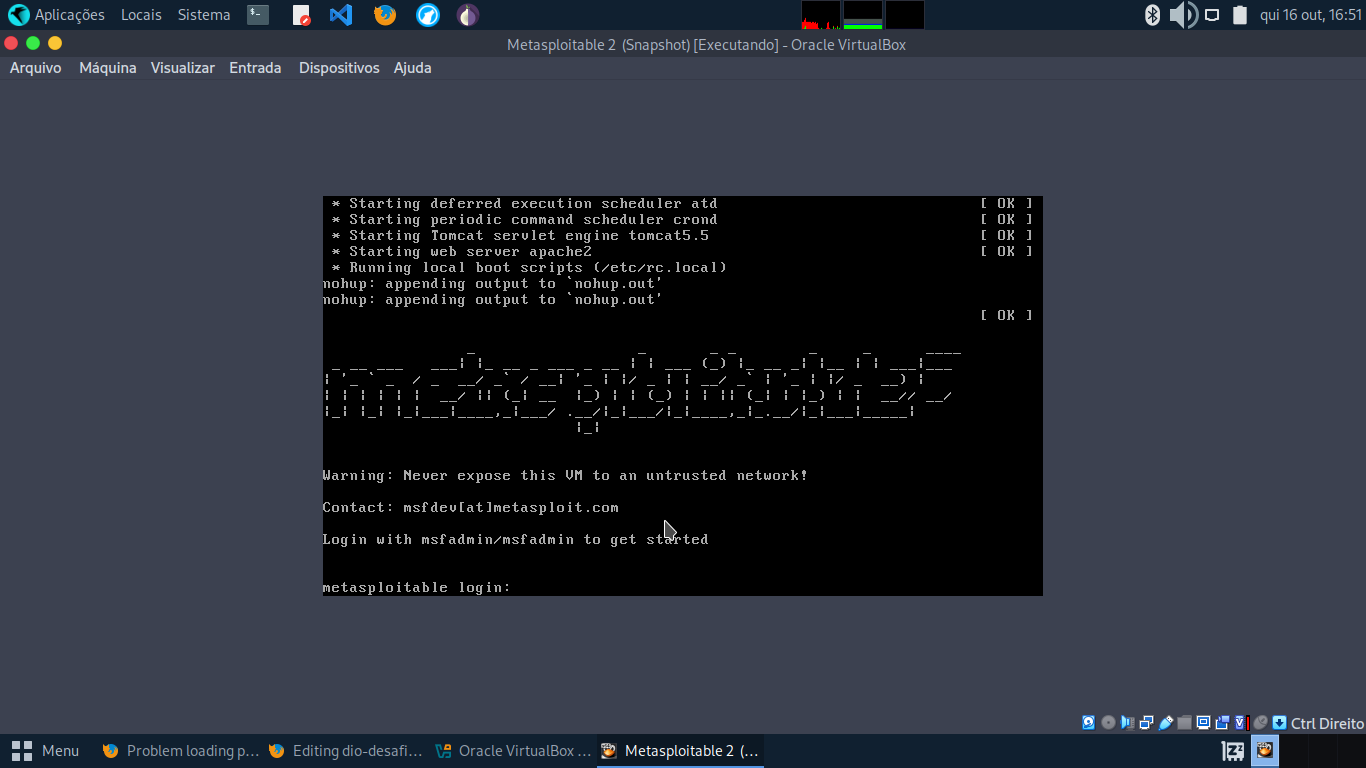 Aplicações Locais Sistema qui 16 out, 16:51
Metasploitable 2 (Snapshot) [Executando] - Oracle VirtualBox
Arquivo Máquina Visualizar Entrada Dispositivos Ajuda
* Starting deferred execution scheduler atd [ OK ]
* Starting periodic command scheduler crond [ OK ]
* Starting Tomcat servlet engine tomcat5.5 [ OK ]
* Starting web server apache2 [ OK ]
* Running local boot scripts (/etc/rc.local)
nohup: appending output to `nohup.out'
nohup: appending output to `nohup.out'
[ OK ]
metasploitable2
Warning: Never expose this VM to an untrusted network!
Contact: msfdev[at]metasploit.com
Login with msfadmin/msfadmin to get started
metasploitable login:
Ctrl Direito
Menu Problem loading p... Editing dio-desafi... Oracle VirtualBox ... Metasploitable 2 (...